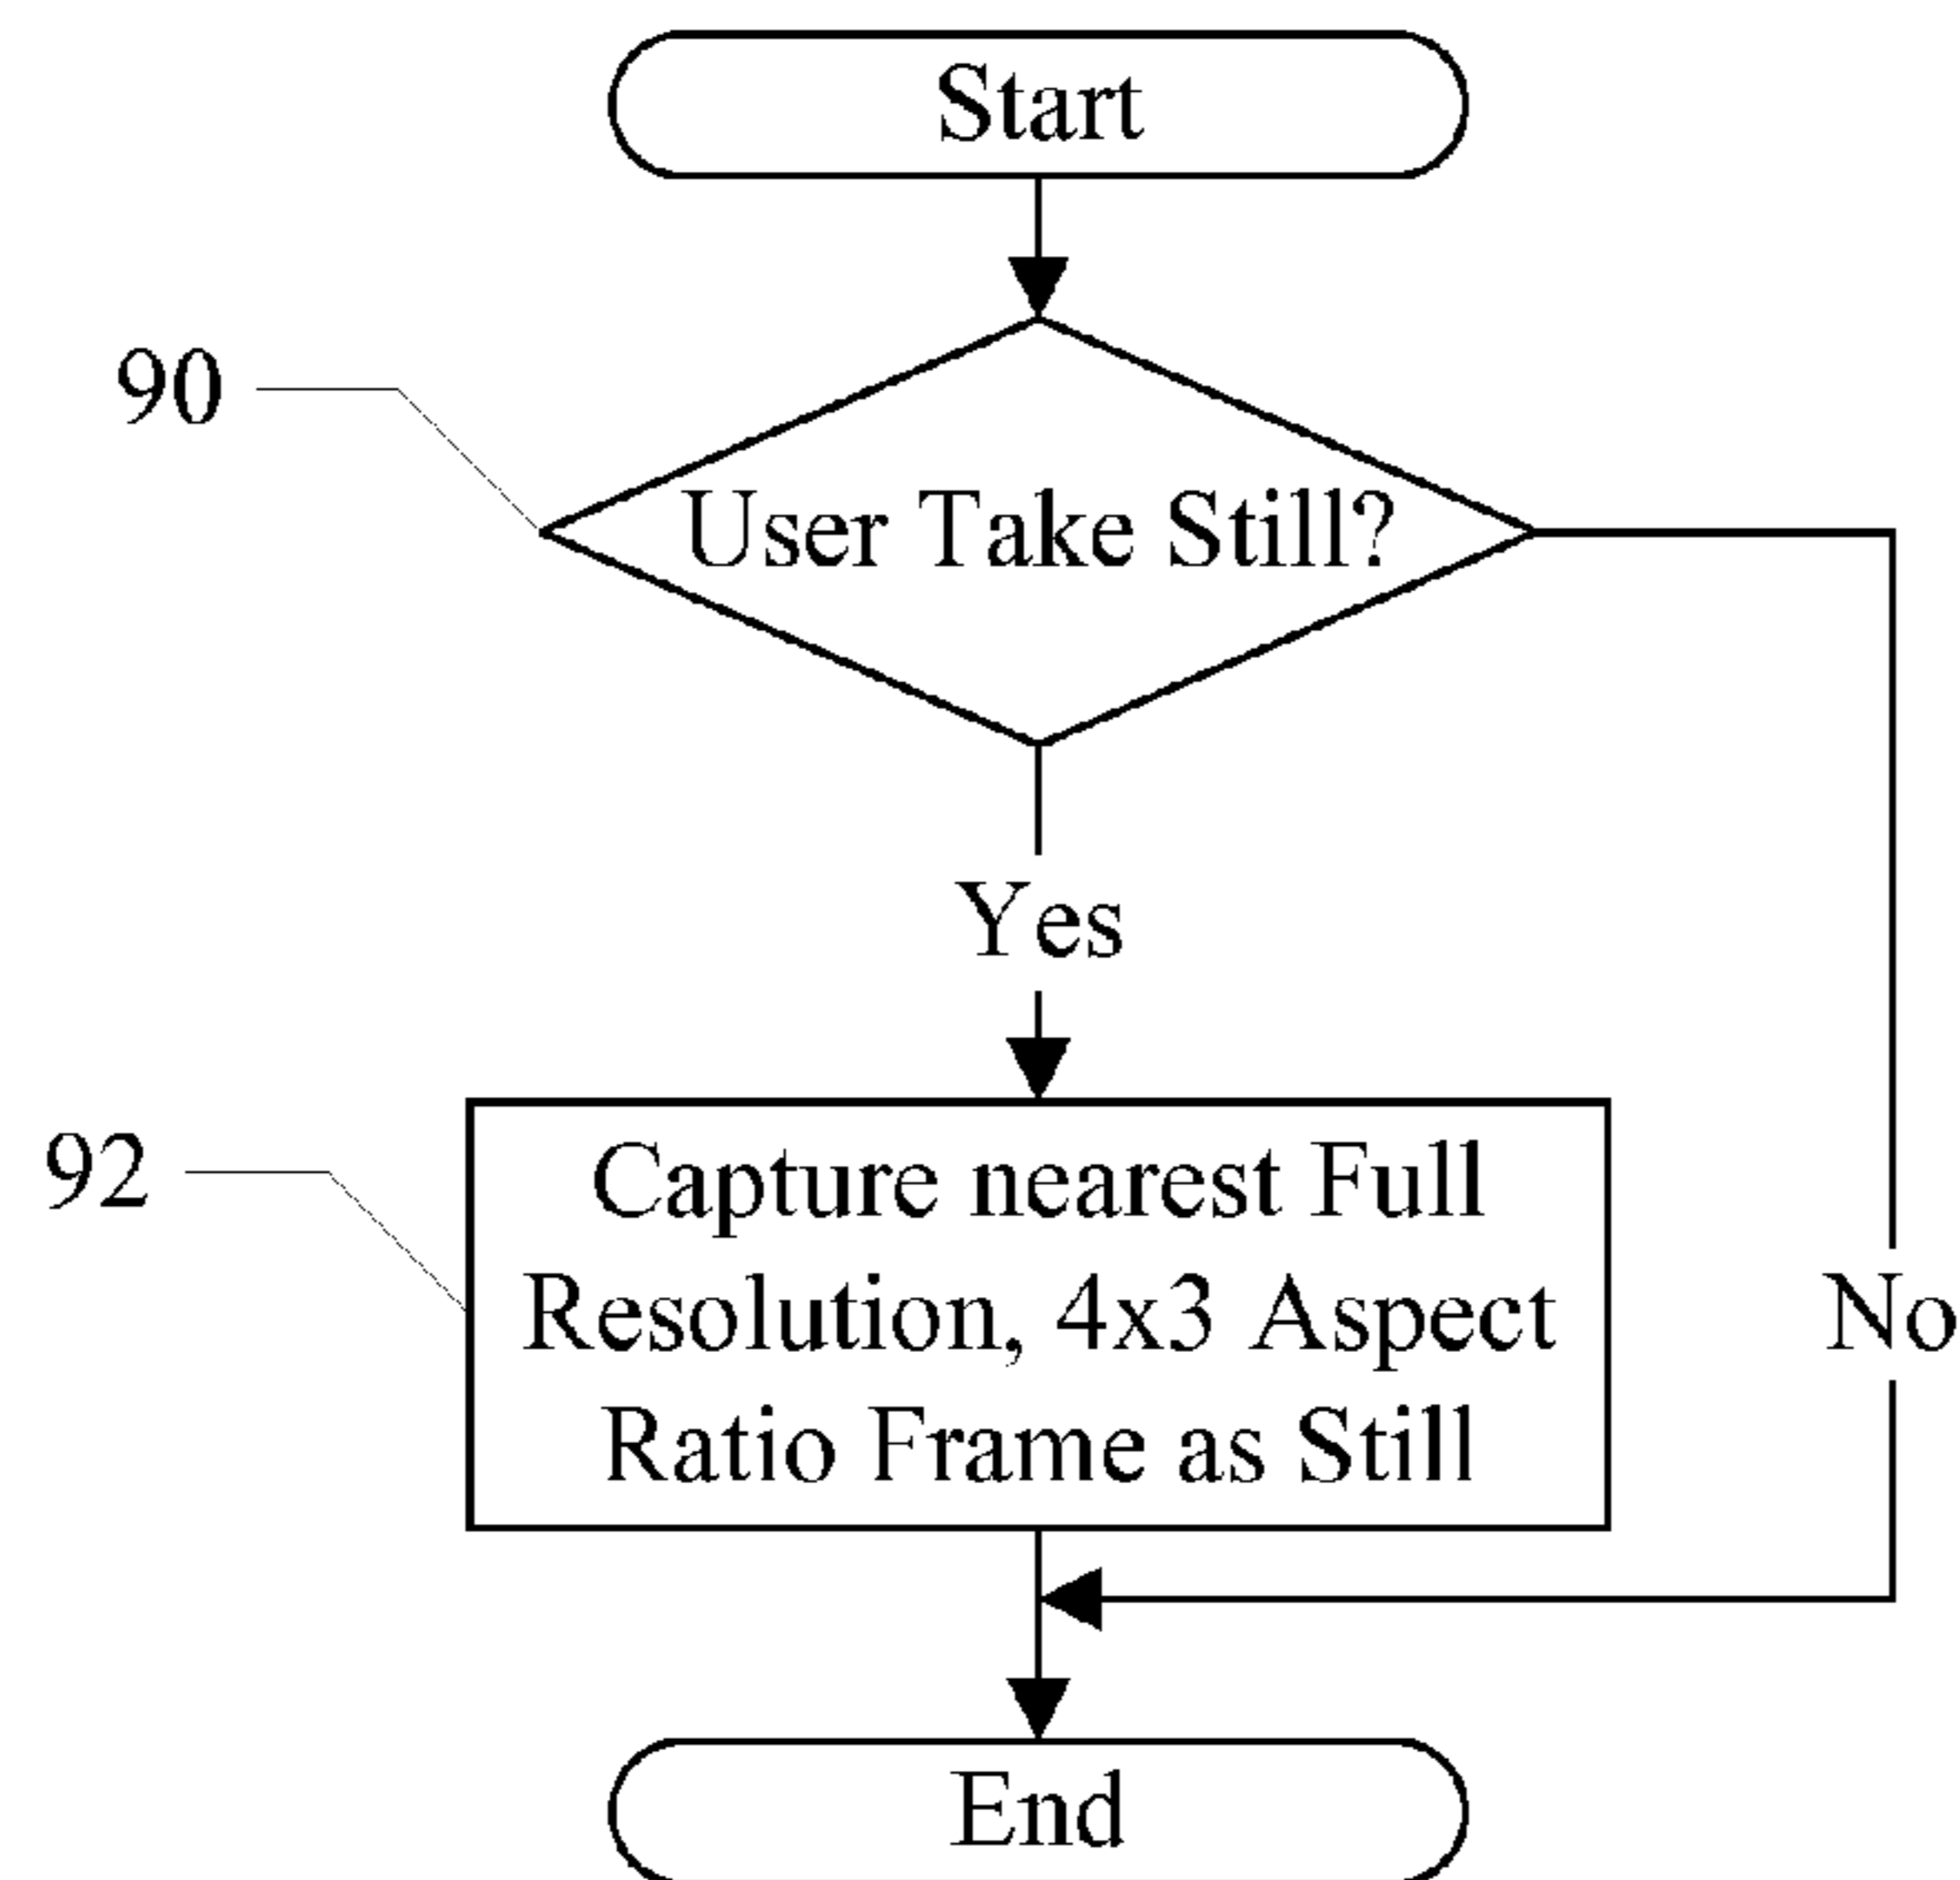 Start
90
User Take Still?
Yes
92
Capture nearest Full
Resolution, 4x3 Aspect
Ratio Frame as Still
No
End